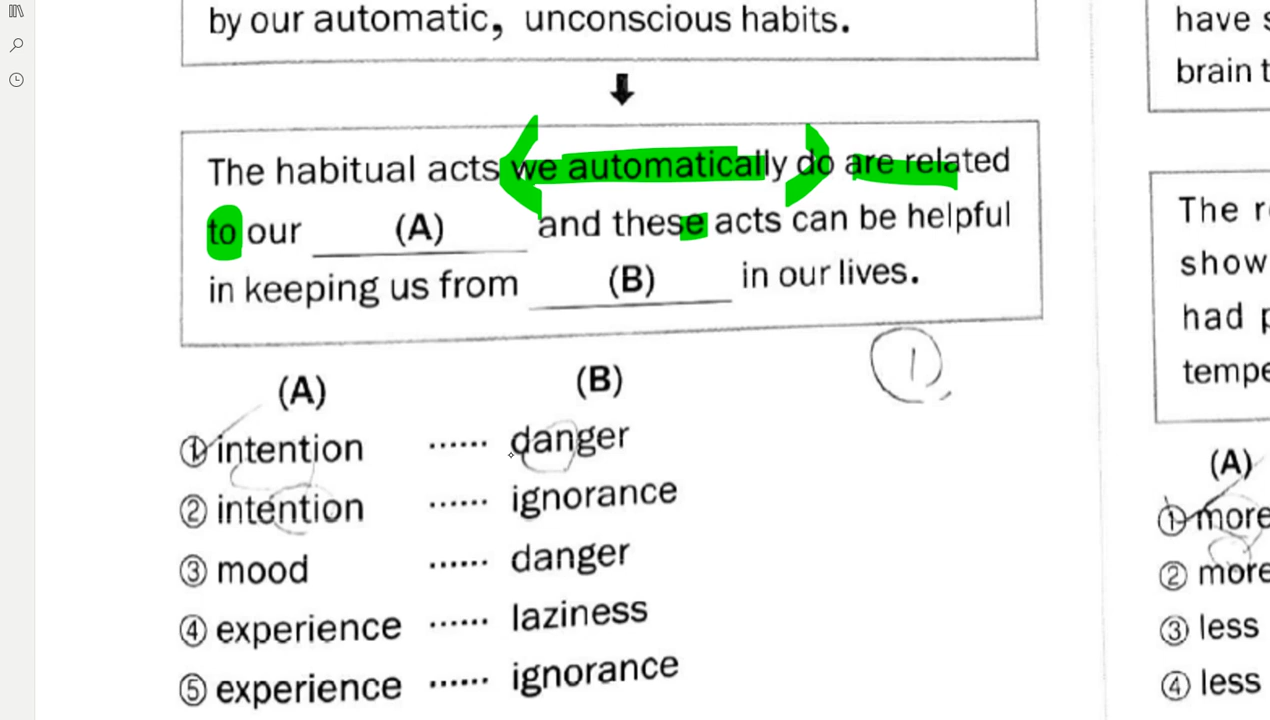 by our automatic, unconscious habits.
The habitual acts we automatically do are related
to our (A) and these acts can be helpful
in keeping us from (B) in our lives.
1
(A) (B)
① intention ...... danger
② intention ...... ignorance
③ mood ...... danger
④ experience ...... laziness
⑤ experience ...... ignorance
have
brain
The
show
had
(A)
① more
② more
③ less
④ less